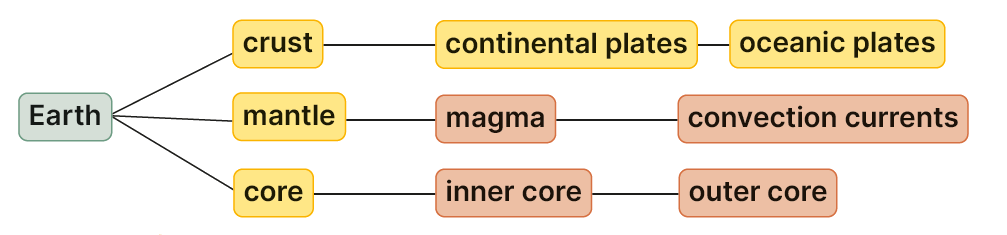 crust
continental plates
oceanic plates
Earth
mantle
magma
convection currents
core
inner core
outer core